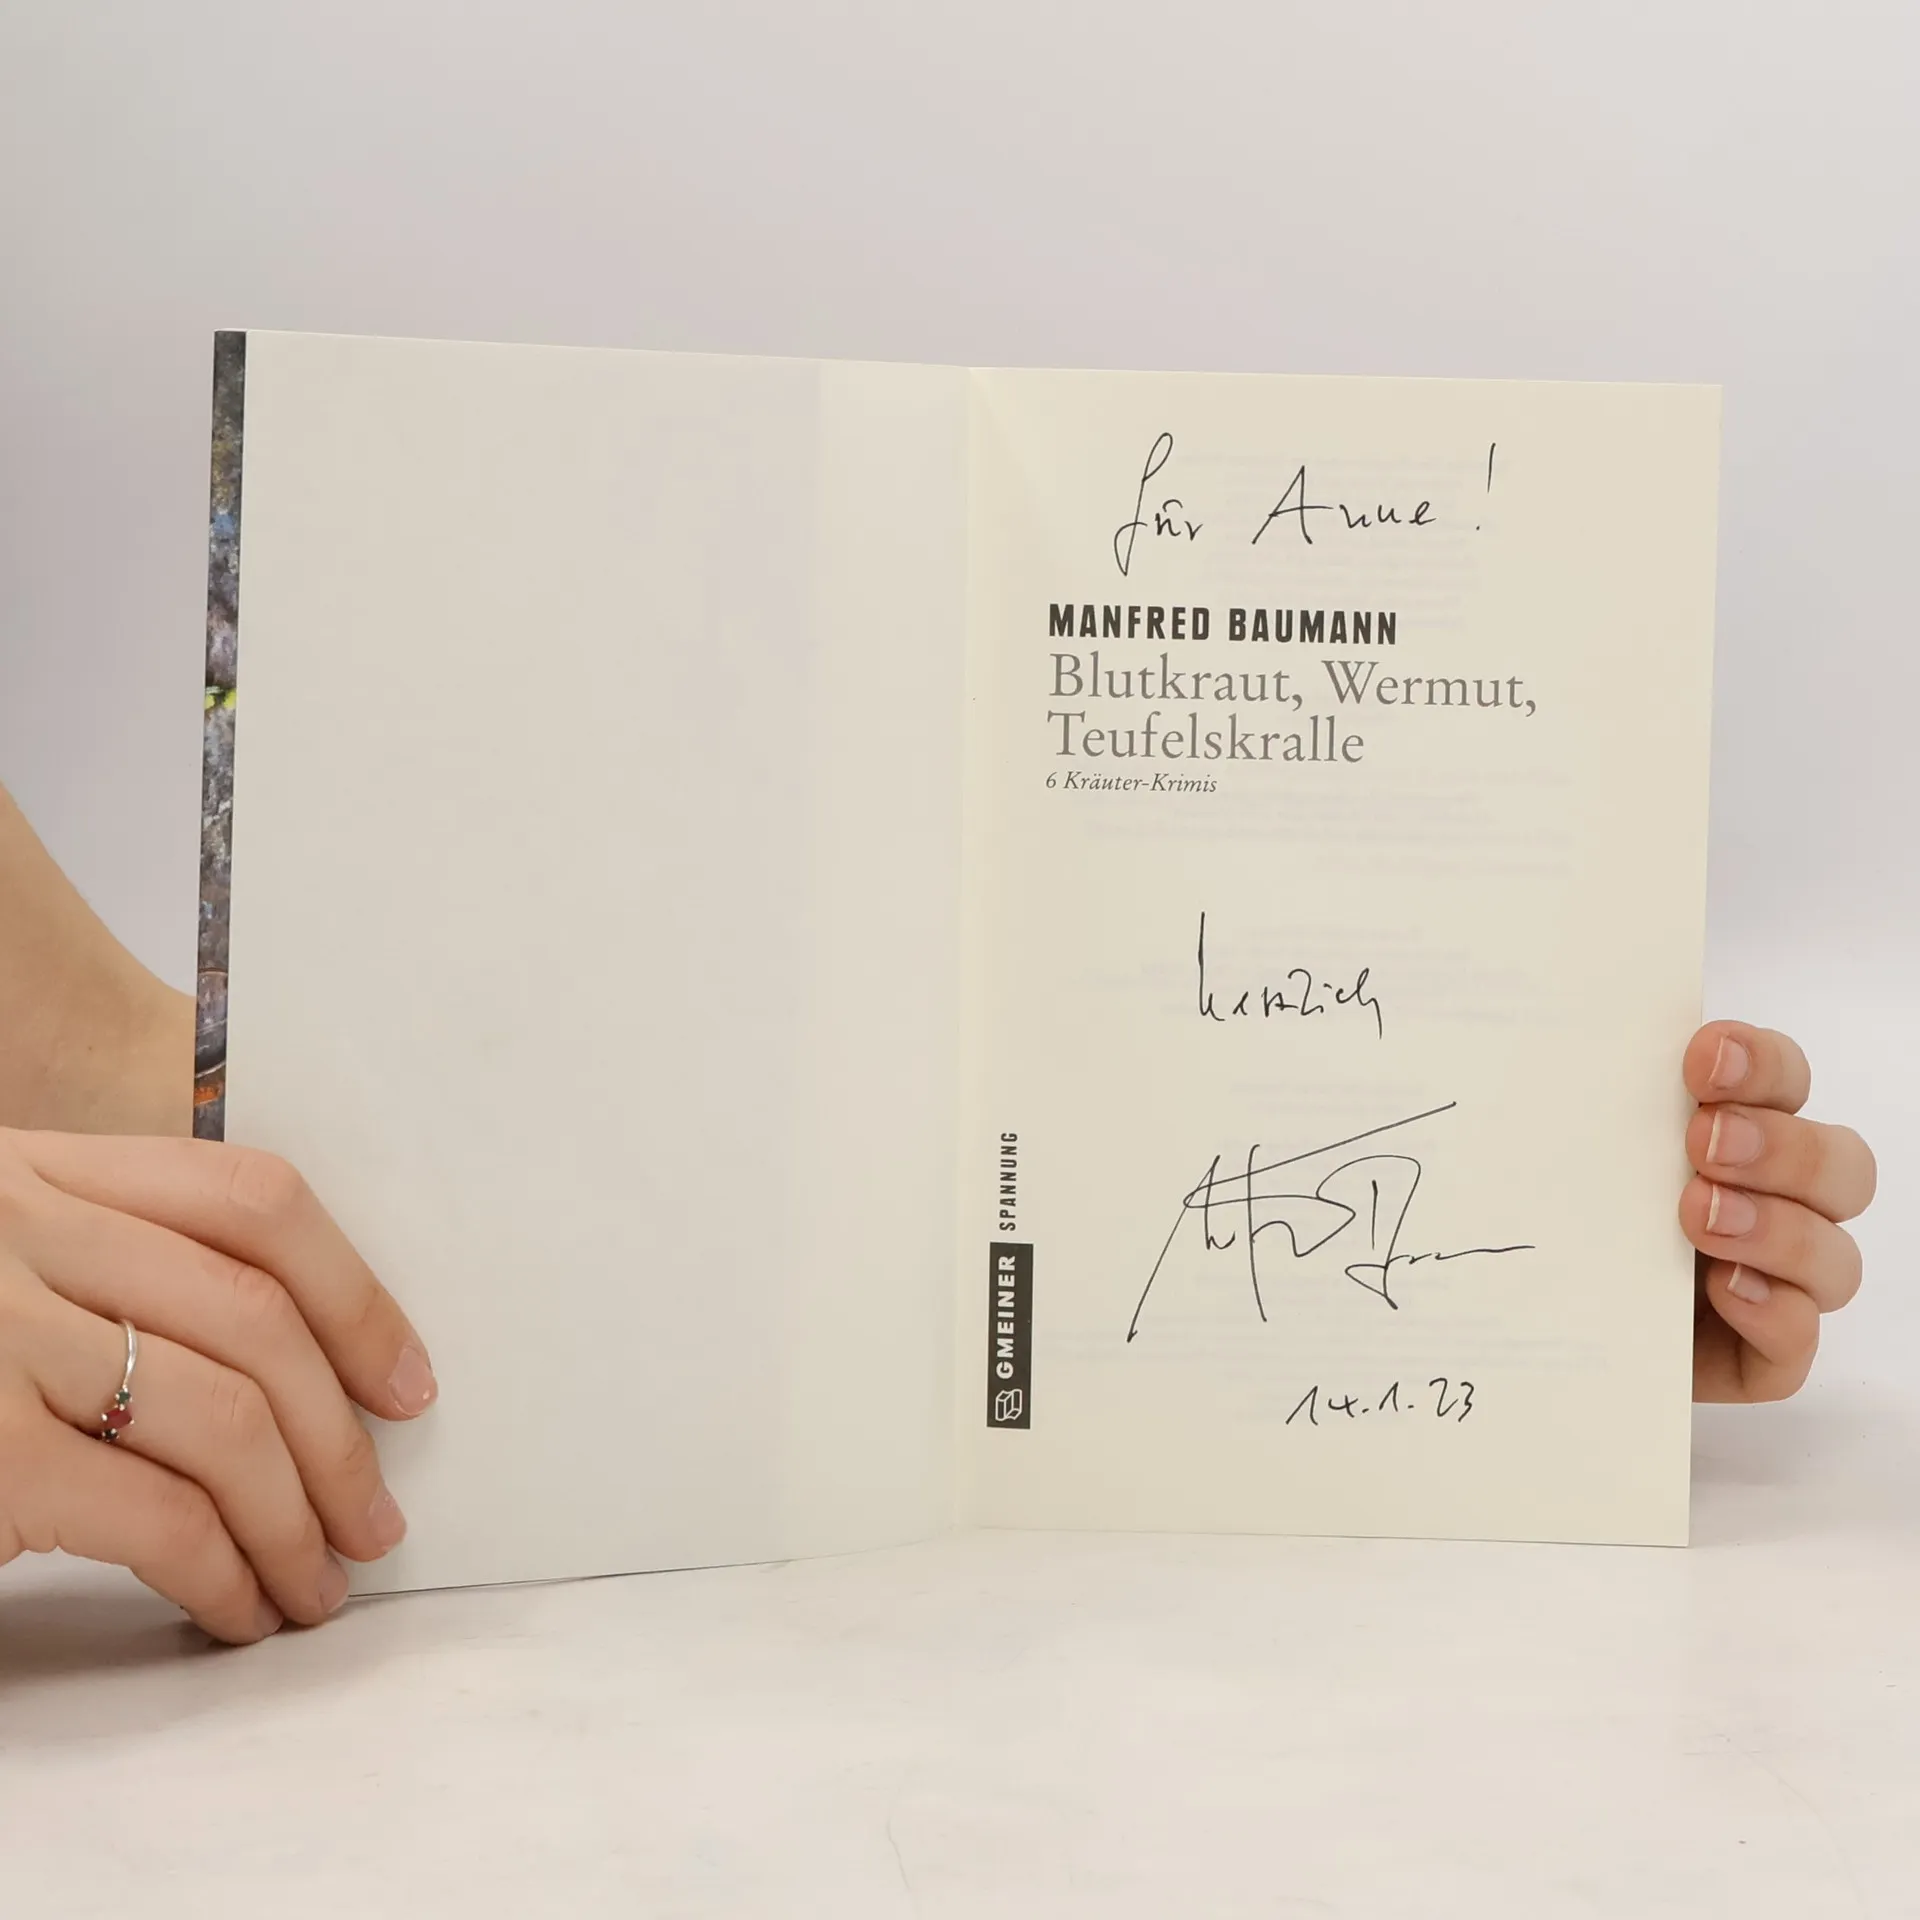 für Anne!
MANFRED BAUMANN
Blutkraut, Wermut,
Teufelskralle
6 Kräuter-Krimis
herzlich
14.1.23
GMEINER SPANNUNG